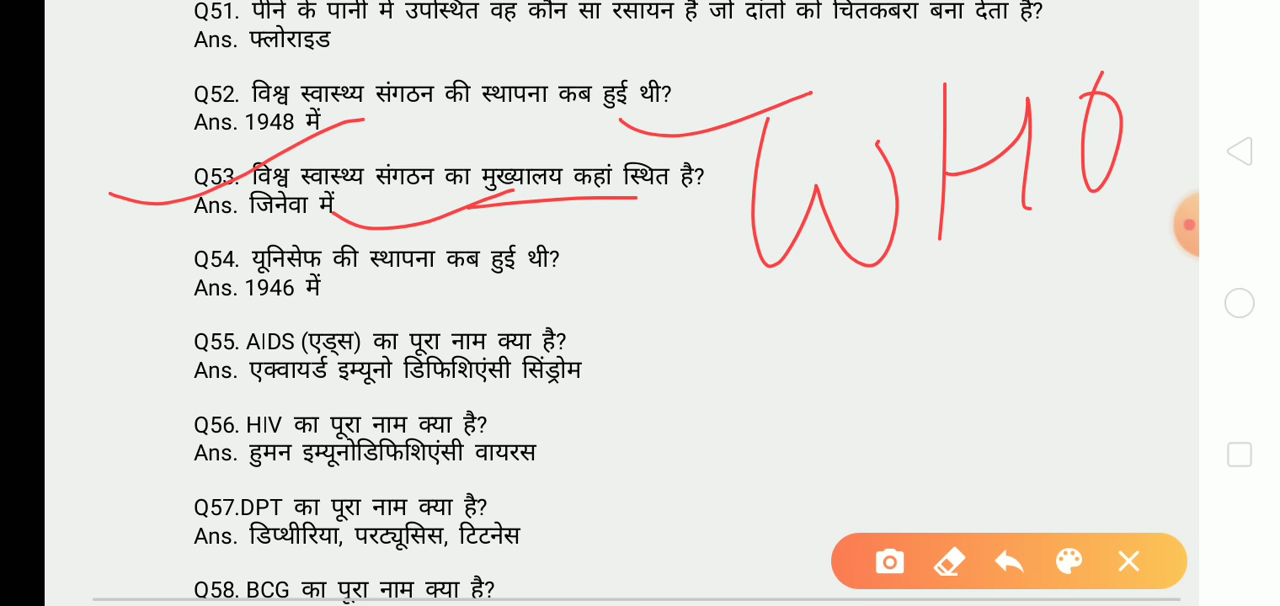 Q51. पीने के पानी में उपस्थित वह कौन सा रसायन है जो दांतों को चितकबरा बना देता है?
Ans. फ्लोराइड
Q52. विश्व स्वास्थ्य संगठन की स्थापना कब हुई थी?
Ans. 1948 में
WHO
Q53. विश्व स्वास्थ्य संगठन का मुख्यालय कहां स्थित है?
Ans. जिनेवा में
Q54. यूनिसेफ की स्थापना कब हुई थी?
Ans. 1946 में
Q55. AIDS (एड्स) का पूरा नाम क्या है?
Ans. एक्वायर्ड इम्यूनो डिफिशिएंसी सिंड्रोम
Q56. HIV का पूरा नाम क्या है?
Ans. हुमन इम्यूनोडिफिशिएंसी वायरस
Q57.DPT का पूरा नाम क्या है?
Ans. डिप्थीरिया, परट्यूसिस, टिटनेस
Q58. BCG का पूरा नाम क्या है?